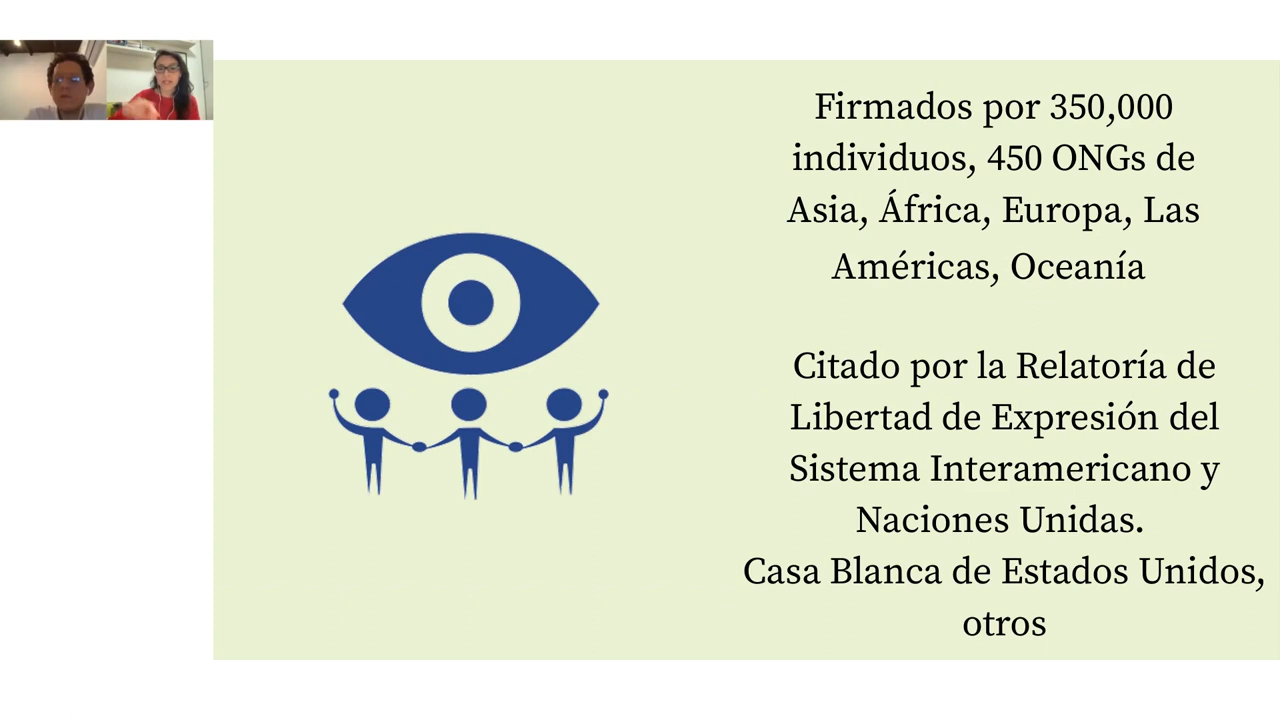 Firmados por 350,000
individuos, 450 ONGs de
Asia, África, Europa, Las
Américas, Oceanía
Citado por la Relatoría de
Libertad de Expresión del
Sistema Interamericano y
Naciones Unidas.
Casa Blanca de Estados Unidos,
otros